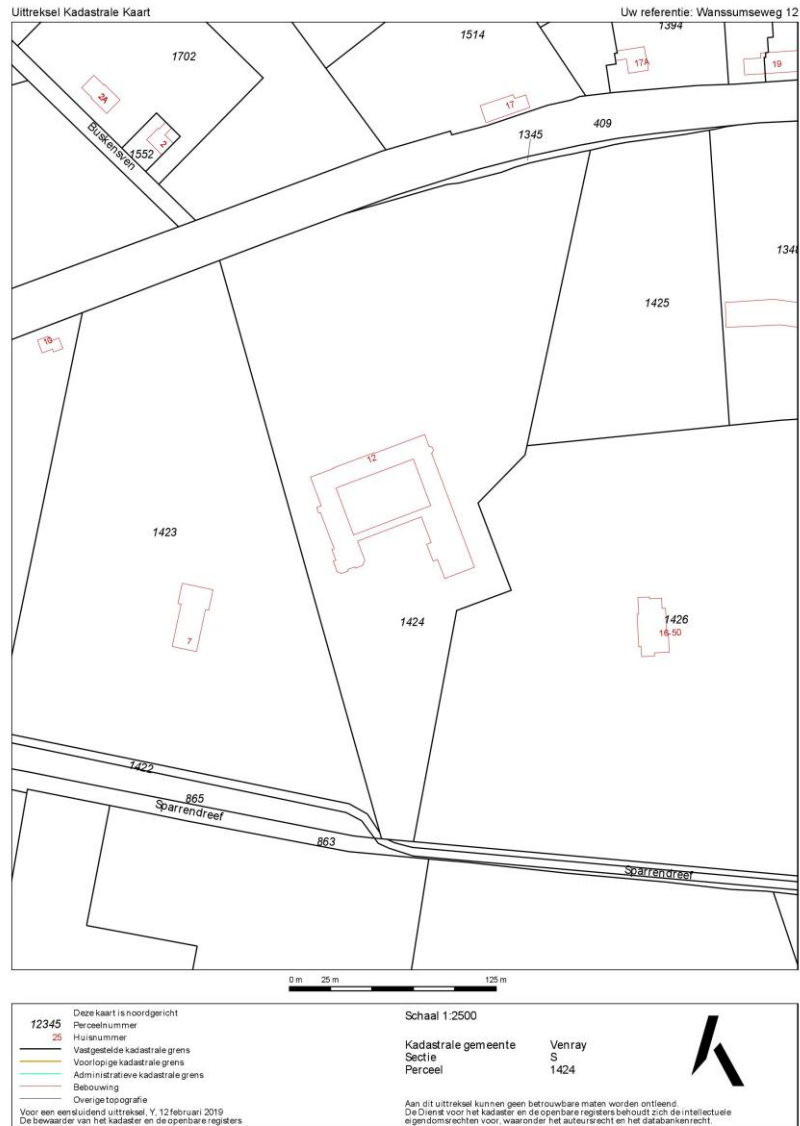 Uittreksel Kadastrale Kaart
Uw referentie: Wanssumseweg 12
1702
1514
1394
2A
17A
19
17
Buskensven
1552
2
1345
409
1348
1425
10
12
1423
1424
1426
16-50
7
1422
865
Sparrendreef
863
Sparrendreef
0 m 25 m 125 m
Deze kaart is noordgericht
12345 Perceelnummer
25 Huisnummer
Vastgestelde kadastrale grens
Voorlopige kadastrale grens
Administratieve kadastrale grens
Bebouwing
Overige topografie
Voor een eensluidend uittreksel, Y, 12 februari 2019
De bewaarder van het kadaster en de openbare registers
Schaal 1:2500
Kadastrale gemeente Venray
Sectie S
Perceel 1424
Aan dit uittreksel kunnen geen betrouwbare maten worden ontleend.
De Dienst voor het kadaster en de openbare registers behoudt zich de intellectuele
eigendomsrechten voor, waaronder het auteursrecht en het databankenrecht.